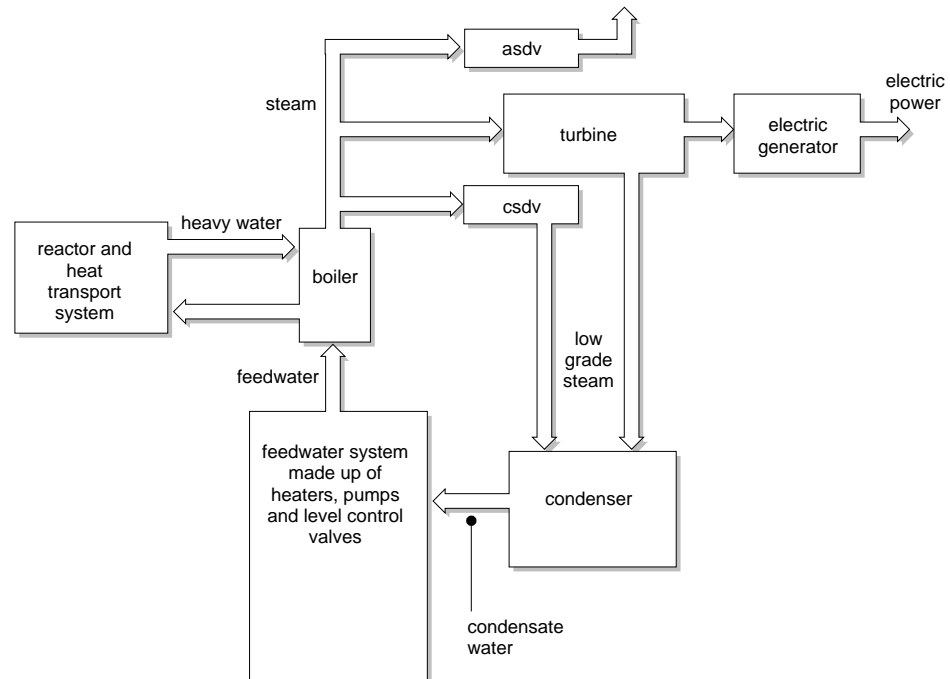 asdv
steam
electric
power
turbine
electric
generator
csdv
heavy water
reactor and
heat
transport
system
boiler
low
grade
steam
feedwater
feedwater system
made up of
heaters, pumps
and level control
valves
condenser
condensate
water